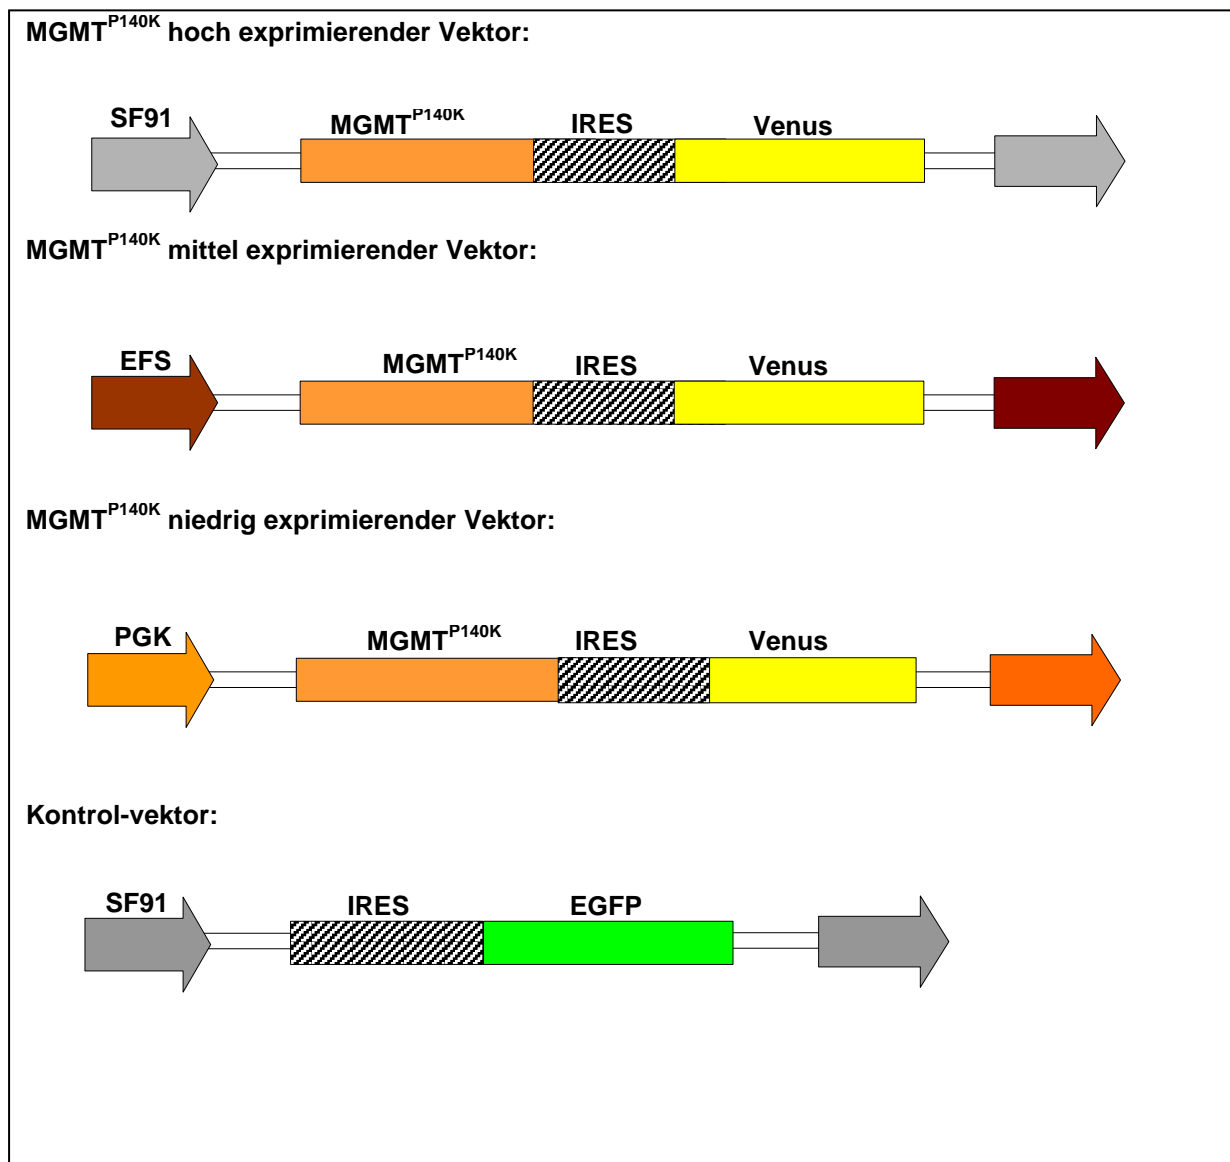 MGMTP140K hoch exprimierender Vektor:
SF91 MGMTP140K IRES Venus
MGMTP140K mittel exprimierender Vektor:
EFS MGMTP140K IRES Venus
MGMTP140K niedrig exprimierender Vektor:
PGK MGMTP140K IRES Venus
Kontrol-vektor:
SF91 IRES EGFP